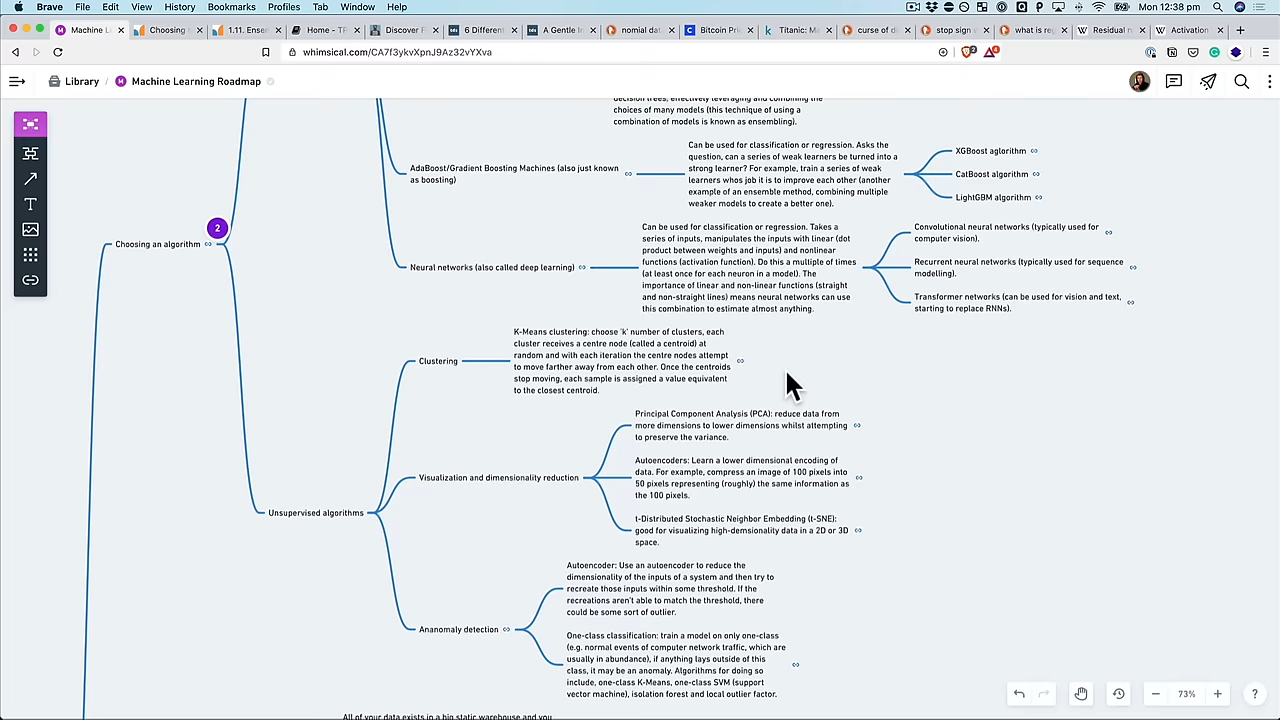 Brave File Edit View History Bookmarks Profiles Tab Window Help Mon 12:38 pm
Machine L Choosing 1.11. Ense Home - TF Discover F 6 Different A Gentle In nomial dat Bitcoin Pri Titanic: Ma curse of di stop sign what is re Residual n Activation
whimsical.com/CA7f3ykvXpnJ9Az32vYXva
Library / Machine Learning Roadmap
decision trees, effectively leveraging and combining the
choices of many models (this technique of using a
combination of models is known as ensembling).
AdaBoost/Gradient Boosting Machines (also just known
as boosting)
Can be used for classification or regression. Asks the
question, can a series of weak learners be turned into a
strong learner? For example, train a series of weak
learners whos job it is to improve each other (another
example of an ensemble method, combining multiple
weaker models to create a better one).
XGBoost aglorithm
CatBoost algorithm
LightGBM algorithm
2
Choosing an algorithm
Neural networks (also called deep learning)
Can be used for classification or regression. Takes a
series of inputs, manipulates the inputs with linear (dot
product between weights and inputs) and nonlinear
functions (activation function). Do this a multiple of times
(at least once for each neuron in a model). The
importance of linear and non-linear functions (straight
and non-straight lines) means neural networks can use
this combination to estimate almost anything.
Convolutional neural networks (typically used for
computer vision).
Recurrent neural networks (typically used for sequence
modelling).
Transformer networks (can be used for vision and text,
starting to replace RNNs).
Unsupervised algorithms
Clustering
K-Means clustering: choose 'k' number of clusters, each
cluster receives a centre node (called a centroid) at
random and with each iteration the centre nodes attempt
to move farther away from each other. Once the centroids
stop moving, each sample is assigned a value equivalent
to the closest centroid.
Visualization and dimensionality reduction
Principal Component Analysis (PCA): reduce data from
more dimensions to lower dimensions whilst attempting
to preserve the variance.
Autoencoders: Learn a lower dimensional encoding of
data. For example, compress an image of 100 pixels into
50 pixels representing (roughly) the same information as
the 100 pixels.
t-Distributed Stochastic Neighbor Embedding (t-SNE):
good for visualizing high-demsionality data in a 2D or 3D
space.
Ananomaly detection
Autoencoder: Use an autoencoder to reduce the
dimensionality of the inputs of a system and then try to
recreate those inputs within some threshold. If the
recreations aren't able to match the threshold, there
could be some sort of outlier.
One-class classification: train a model on only one-class
(e.g. normal events of computer network traffic, which are
usually in abundance), if anything lays outside of this
class, it may be an anomaly. Algorithms for doing so
include, one-class K-Means, one-class SVM (support
vector machine), isolation forest and local outlier factor.
73%
All of your data exists in a big static warehouse and you